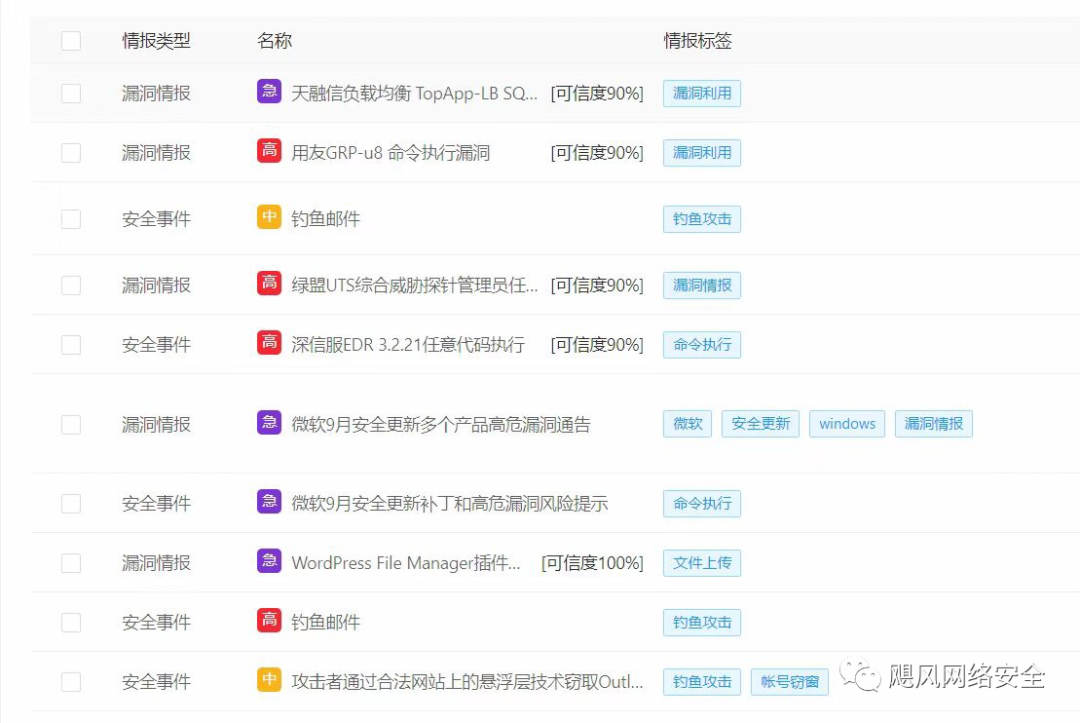 情报类型 名称 情报标签
漏洞情报 急 天融信负载均衡 TopApp-LB SQ... [可信度90%] 漏洞利用
漏洞情报 高 用友GRP-u8 命令执行漏洞 [可信度90%] 漏洞利用
安全事件 中 钓鱼邮件 钓鱼攻击
漏洞情报 高 绿盟UTS综合威胁探针管理员任... [可信度90%] 漏洞情报
安全事件 高 深信服EDR 3.2.21任意代码执行 [可信度90%] 命令执行
漏洞情报 急 微软9月安全更新多个产品高危漏洞通告 微软 安全更新 windows 漏洞情报
安全事件 急 微软9月安全更新补丁和高危漏洞风险提示 命令执行
漏洞情报 急 WordPress File Manager插件... [可信度100%] 文件上传
安全事件 高 钓鱼邮件 钓鱼攻击
安全事件 中 攻击者通过合法网站上的悬浮层技术窃取Outl... 钓鱼攻击 帐号窃窗
飓风网络安全